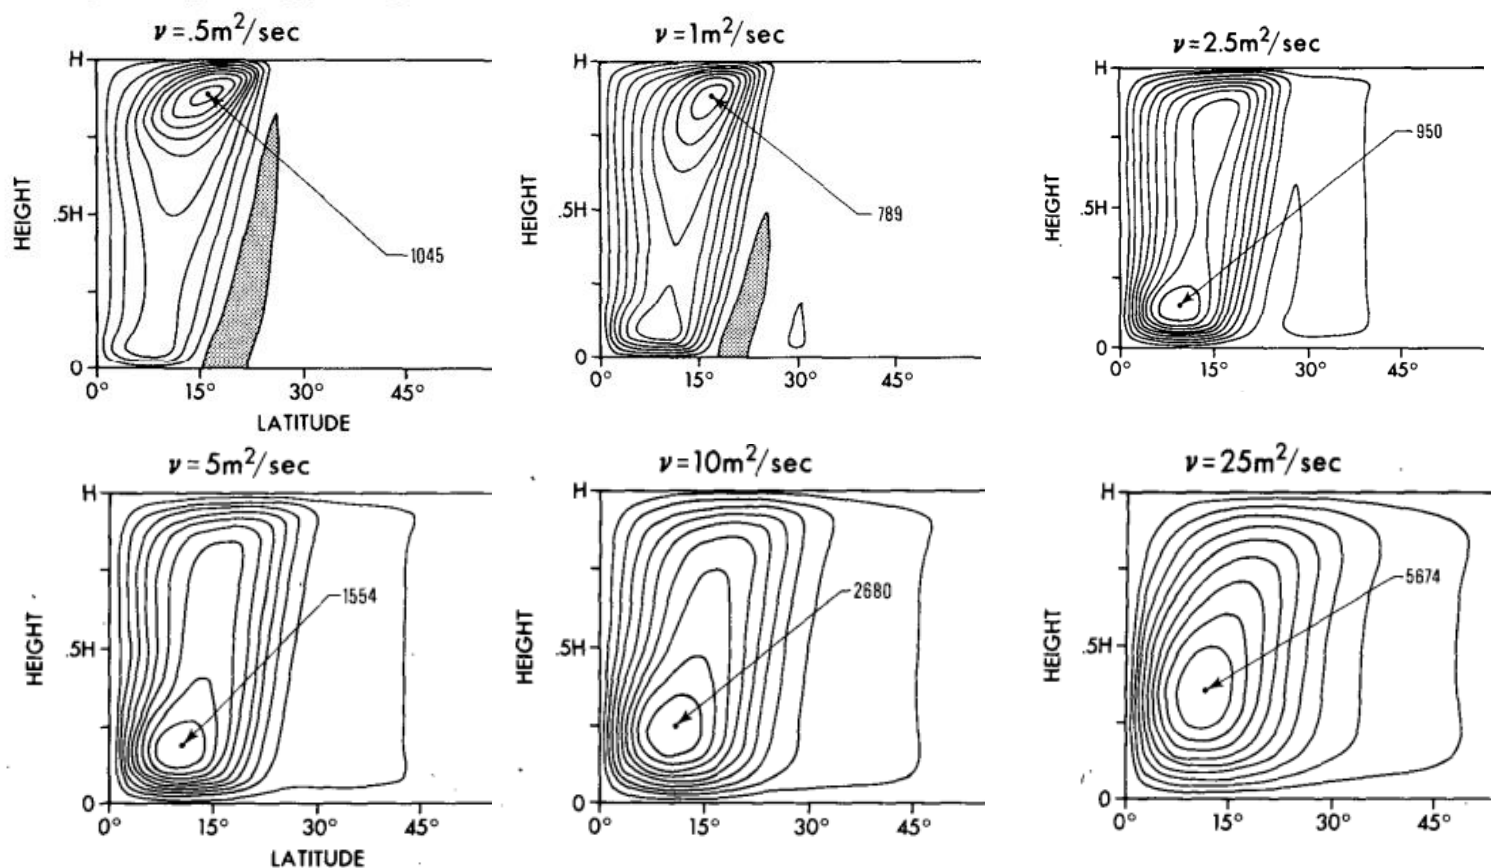 ν = .5m²/sec
H
.5H
0
HEIGHT
1045
0° 15° 30° 45°
LATITUDE
ν = 1m²/sec
H
.5H
0
HEIGHT
789
0° 15° 30° 45°
ν = 2.5m²/sec
H
.5H
0
HEIGHT
950
0° 15° 30° 45°
ν = 5m²/sec
H
.5H
0
HEIGHT
1554
0° 15° 30° 45°
LATITUDE
ν = 10m²/sec
H
.5H
0
HEIGHT
2680
0° 15° 30° 45°
ν = 25m²/sec
H
.5H
0
HEIGHT
5674
0° 15° 30° 45°